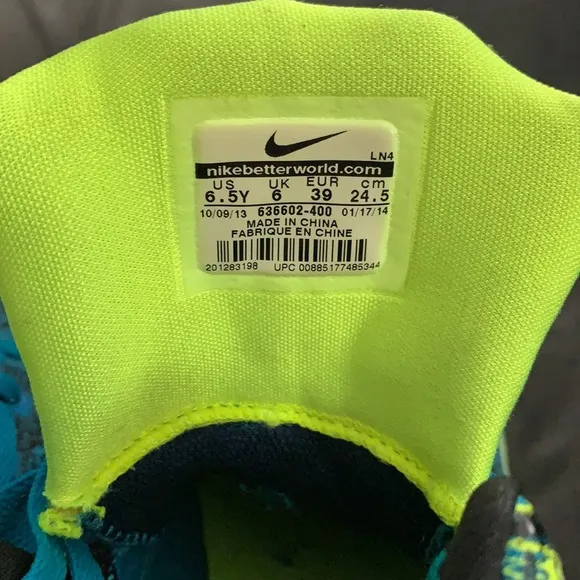 LN4
nikebetterworld.com
US UK EUR cm
6.5Y 6 39 24.5
10/09/13 636602-400 01/17/14
MADE IN CHINA
FABRIQUE EN CHINE
201283198 UPC 00885177485344